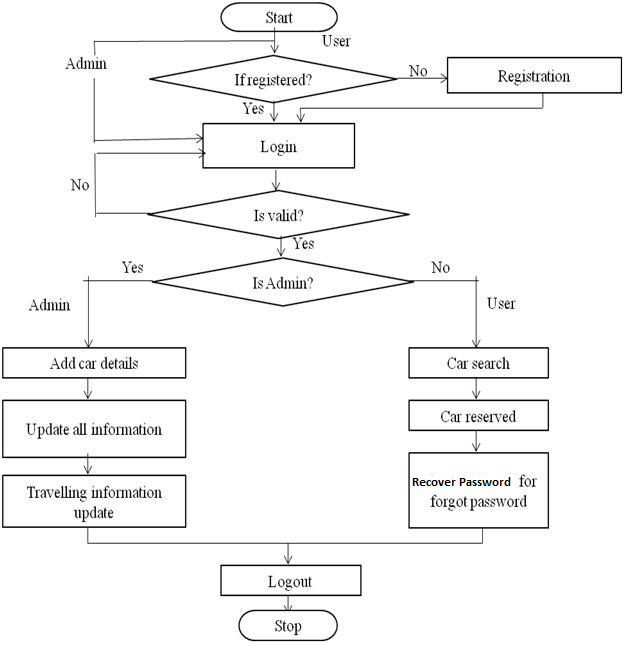 Start
User
Admin
If registered?
No
Registration
Yes
Login
No
Is valid?
Yes
Yes
Is Admin?
No
Admin
User
Add car details
Car search
Update all information
Car reserved
Travelling information
update
Recover Password for
forgot password
Logout
Stop